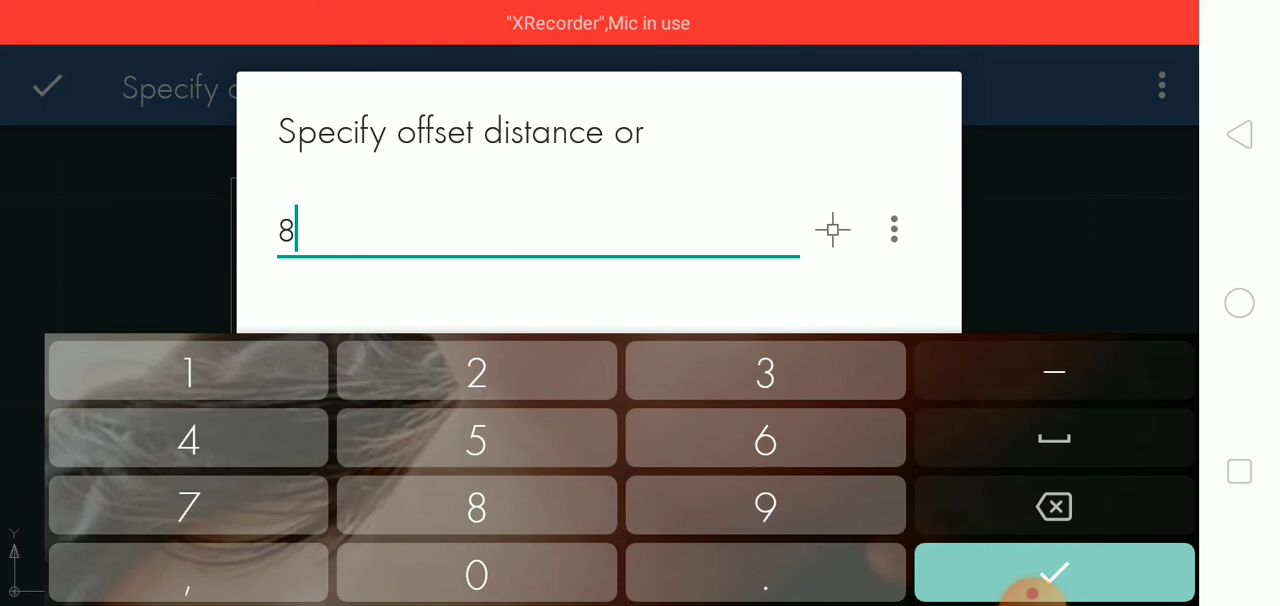 "XRecorder",Mic in use
Specify o
Specify offset distance or
8
1 2 3 –
4 5 6
7 8 9
, 0 .
Y